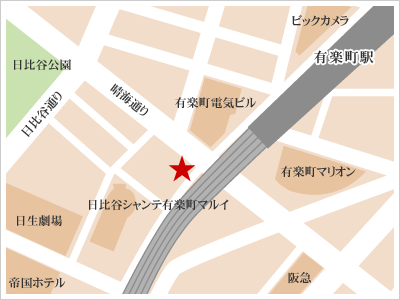 ビックカメラ
有楽町駅
日比谷公園
晴海通り
有楽町電気ビル
日比谷通り
有楽町マリオン
日比谷シャンテ有楽町マルイ
日生劇場
帝国ホテル
阪急